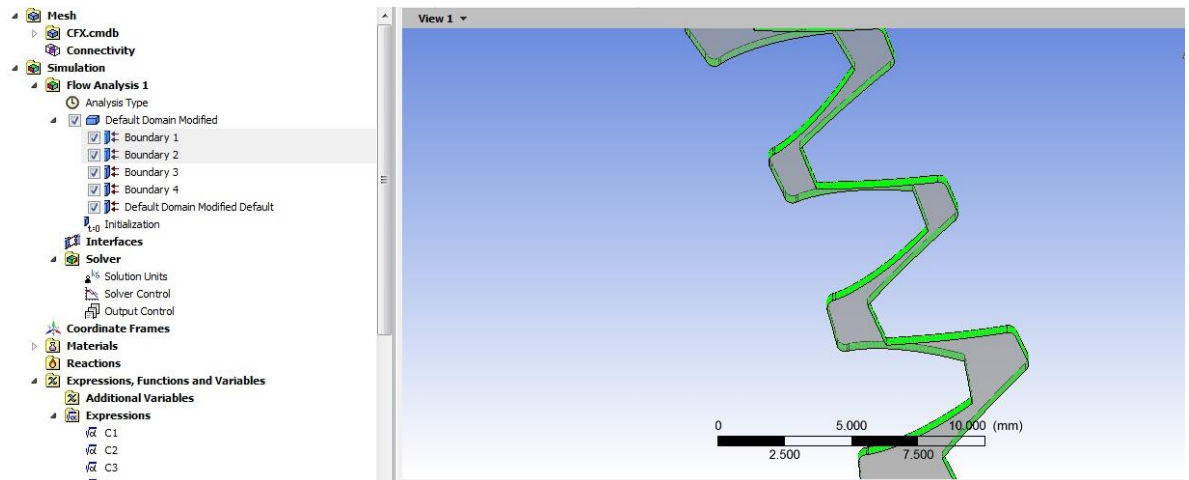 Mesh
CFX.cmdb
Connectivity
Simulation
Flow Analysis 1
Analysis Type
Default Domain Modified
Boundary 1
Boundary 2
Boundary 3
Boundary 4
Default Domain Modified Default
t=0 Initialization
Interfaces
Solver
Solution Units
Solver Control
Output Control
Coordinate Frames
Materials
Reactions
Expressions, Functions and Variables
Additional Variables
Expressions
√α C1
√α C2
√α C3
View 1
0 5.000 10.000 (mm)
2.500 7.500